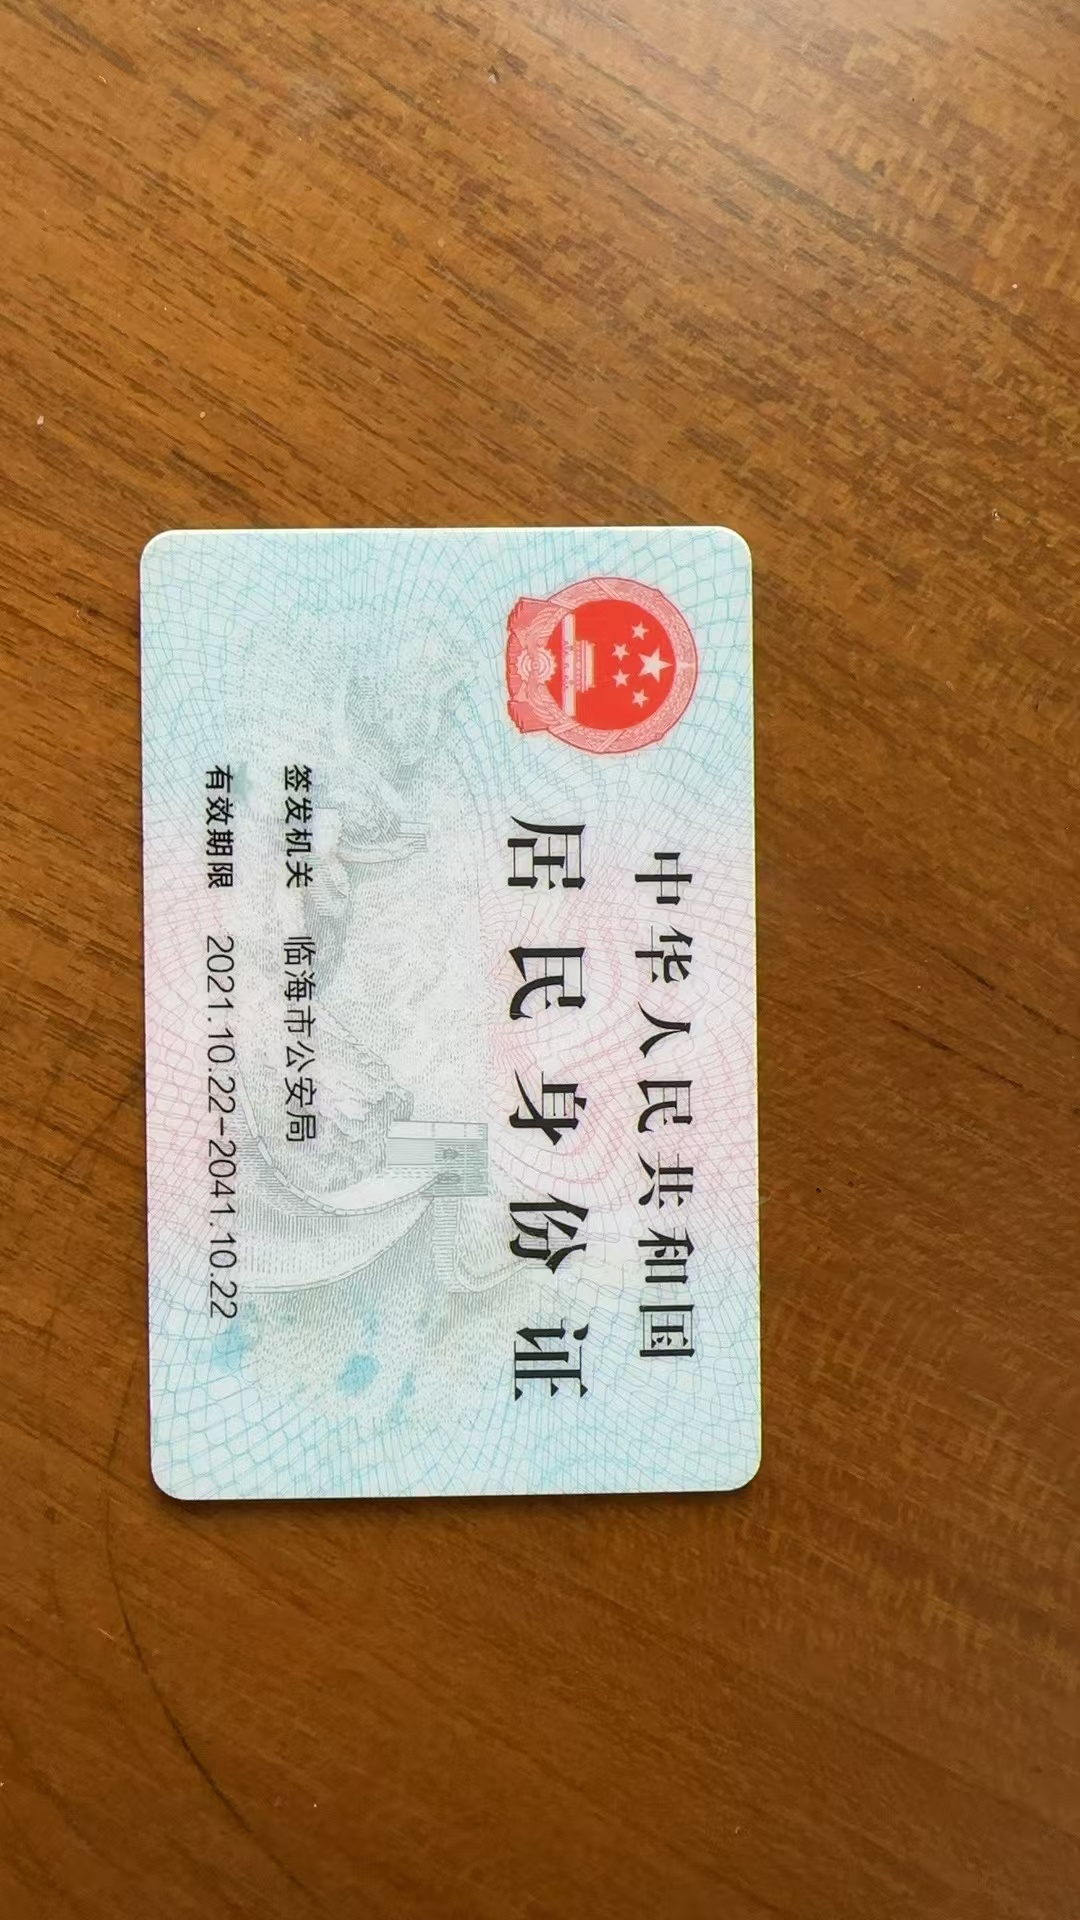 中华人民共和国
居民身份证
签发机关 临海市公安局
有效期限 2021.10.22-2041.10.22